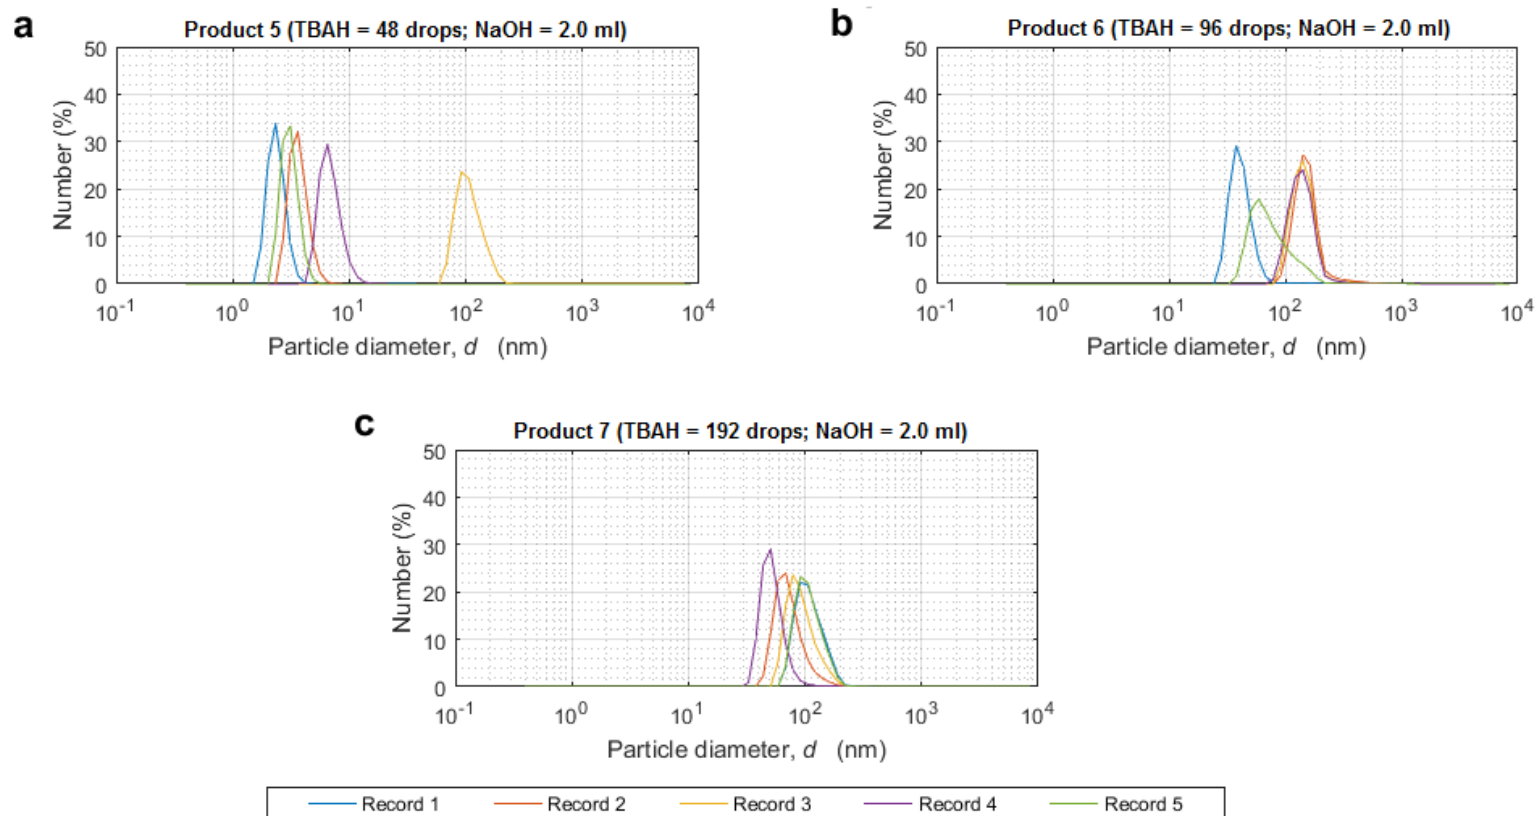 a
Product 5 (TBAH = 48 drops; NaOH = 2.0 ml)
50
40
30
20
10
0
Number (%)
10⁻¹ 10⁰ 10¹ 10² 10³ 10⁴
Particle diameter, d (nm)
b
Product 6 (TBAH = 96 drops; NaOH = 2.0 ml)
50
40
30
20
10
0
Number (%)
10⁻¹ 10⁰ 10¹ 10² 10³ 10⁴
Particle diameter, d (nm)
c
Product 7 (TBAH = 192 drops; NaOH = 2.0 ml)
50
40
30
20
10
0
Number (%)
10⁻¹ 10⁰ 10¹ 10² 10³ 10⁴
Particle diameter, d (nm)
Record 1 Record 2 Record 3 Record 4 Record 5